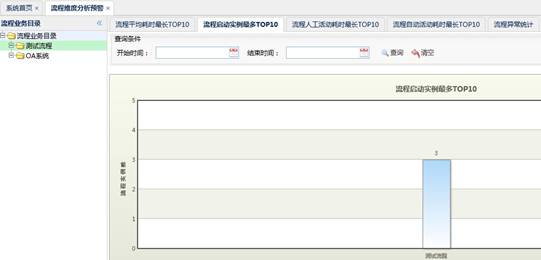 系统首页 × 流程维度分析预警 ×
流程业务目录 «
流程业务目录
测试流程
OA系统
流程平均耗时最长TOP10 流程启动实例最多TOP10 流程人工活动耗时最长TOP10 流程自动活动耗时最长TOP10 流程异常统计
查询条件
开始时间： 结束时间： 查询 清空
流程启动实例最多TOP10
5
4
3
2
1
0
流程实例数
3
测试流程